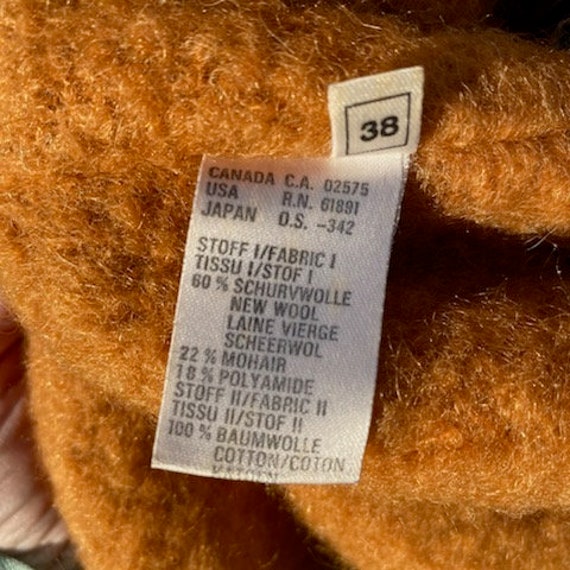 38
CANADA C.A. 02575
USA R.N. 61891
JAPAN O.S. -342
STOFF I/FABRIC I
TISSU I/STOF I
60 % SCHURVWOLLE
NEW WOOL
LAINE VIERGE
SCHEERWOL
22 % MOHAIR
18 % POLYAMIDE
STOFF II/FABRIC II
TISSU II/STOF II
100 % BAUMWOLLE
COTTON/COTON